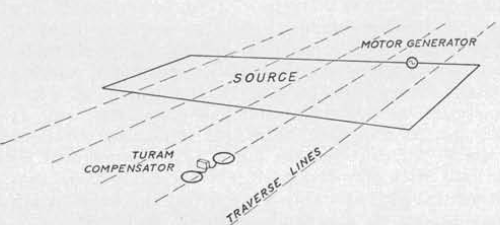 MOTOR GENERATOR
SOURCE
TURAM
COMPENSATOR
TRAVERSE LINES